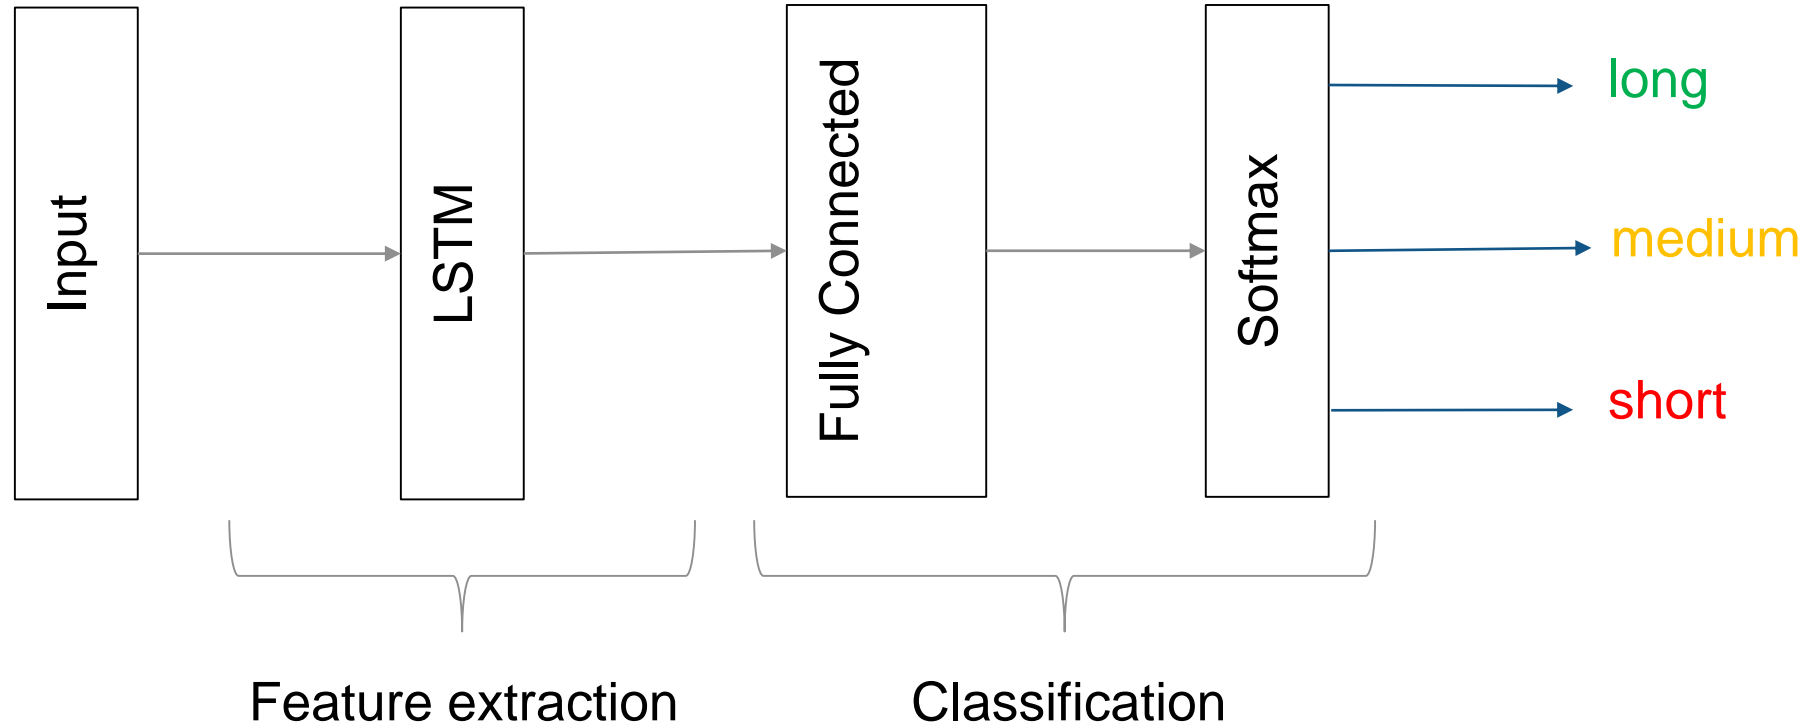 Input
LSTM
Fully Connected
Softmax
long
medium
short
Feature extraction
Classification